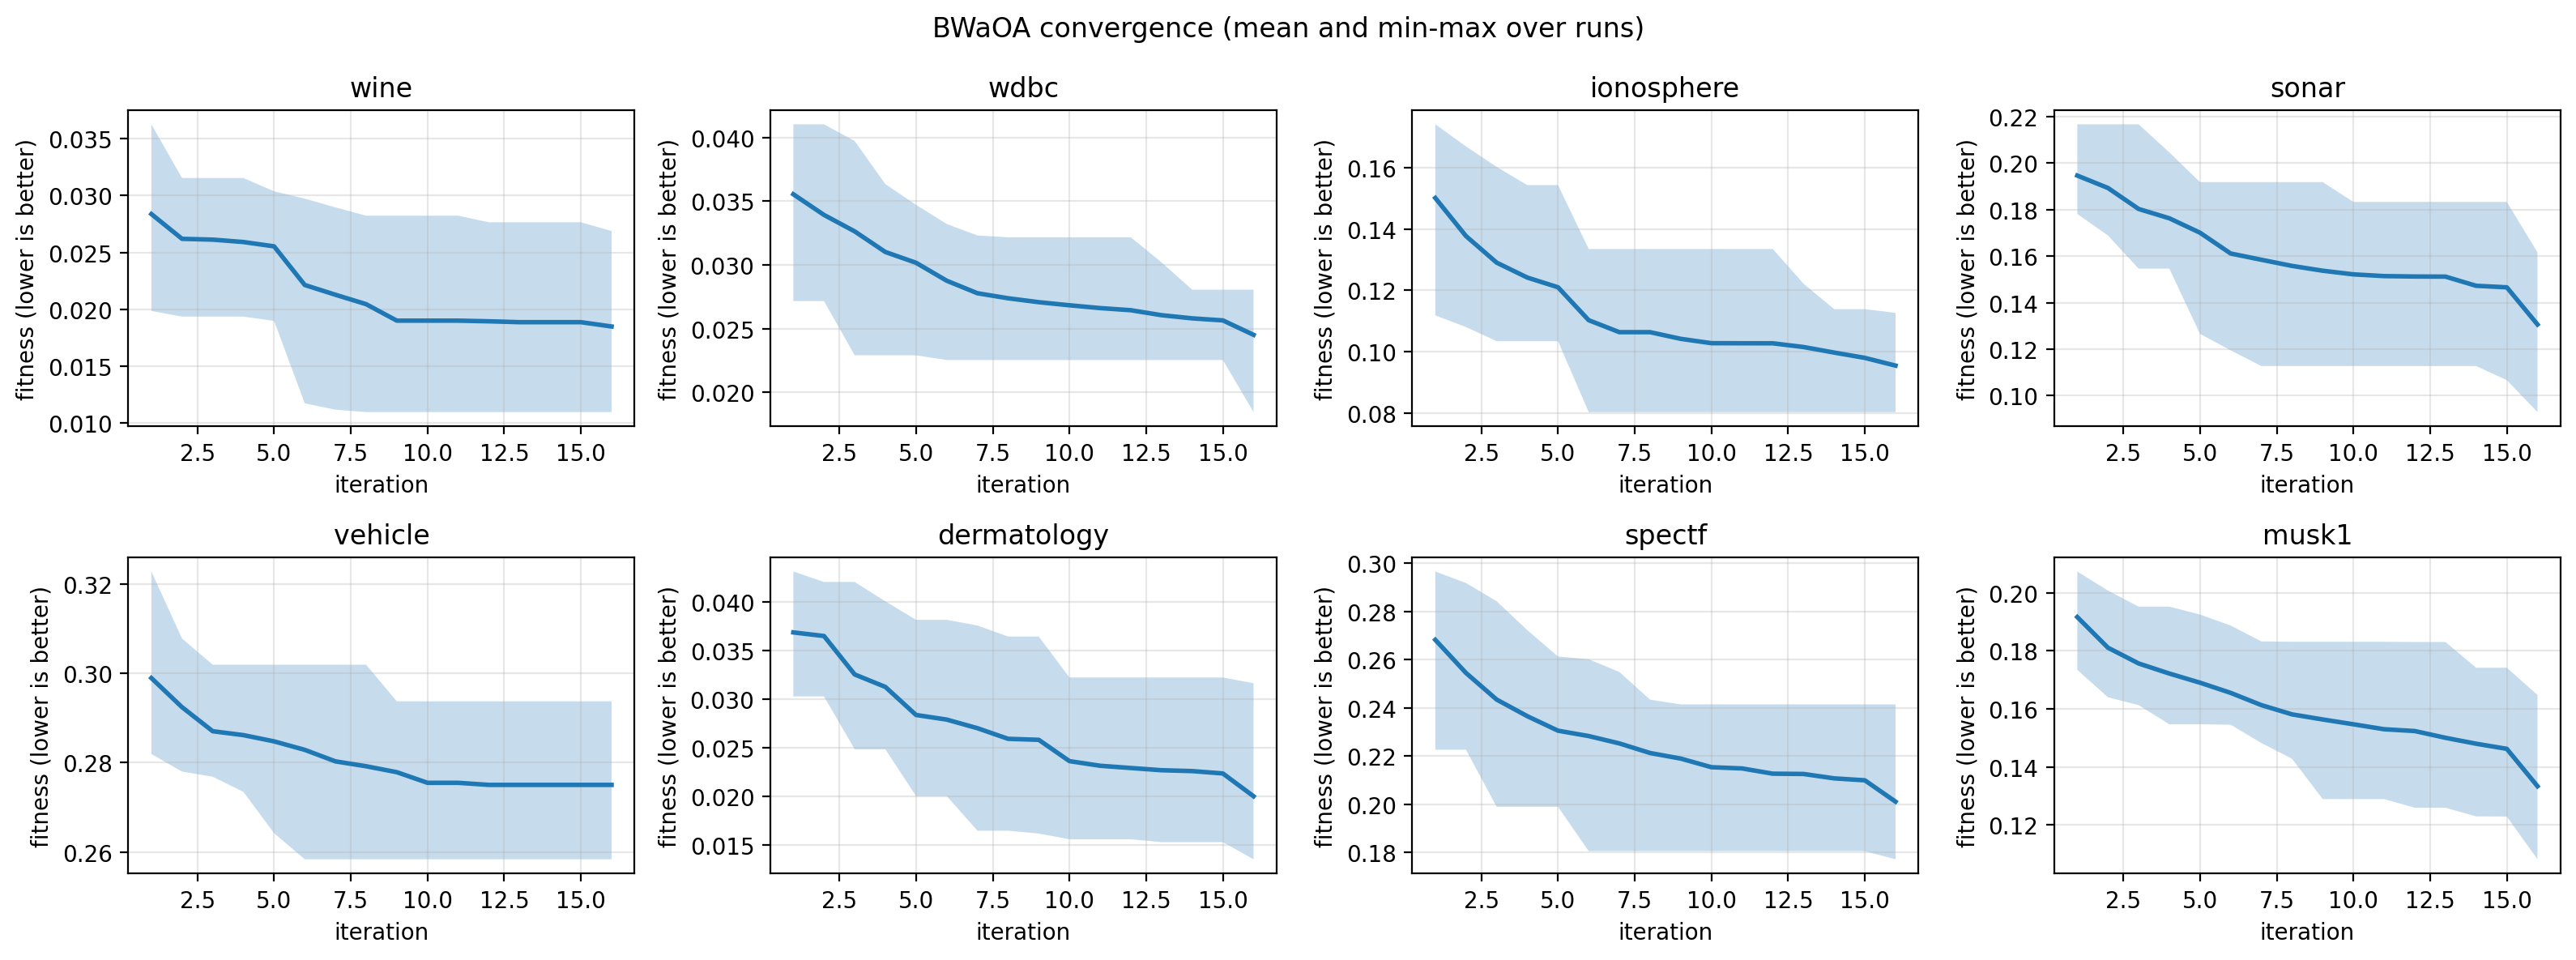 BWaOA convergence (mean and min-max over runs)
wine
fitness (lower is better)
0.035
0.030
0.025
0.020
0.015
0.010
2.5 5.0 7.5 10.0 12.5 15.0
iteration
wdbc
fitness (lower is better)
0.040
0.035
0.030
0.025
0.020
2.5 5.0 7.5 10.0 12.5 15.0
iteration
ionosphere
fitness (lower is better)
0.16
0.14
0.12
0.10
0.08
2.5 5.0 7.5 10.0 12.5 15.0
iteration
sonar
fitness (lower is better)
0.22
0.20
0.18
0.16
0.14
0.12
0.10
2.5 5.0 7.5 10.0 12.5 15.0
iteration
vehicle
fitness (lower is better)
0.32
0.30
0.28
0.26
2.5 5.0 7.5 10.0 12.5 15.0
iteration
dermatology
fitness (lower is better)
0.040
0.035
0.030
0.025
0.020
0.015
2.5 5.0 7.5 10.0 12.5 15.0
iteration
spectf
fitness (lower is better)
0.30
0.28
0.26
0.24
0.22
0.20
0.18
2.5 5.0 7.5 10.0 12.5 15.0
iteration
musk1
fitness (lower is better)
0.20
0.18
0.16
0.14
0.12
2.5 5.0 7.5 10.0 12.5 15.0
iteration